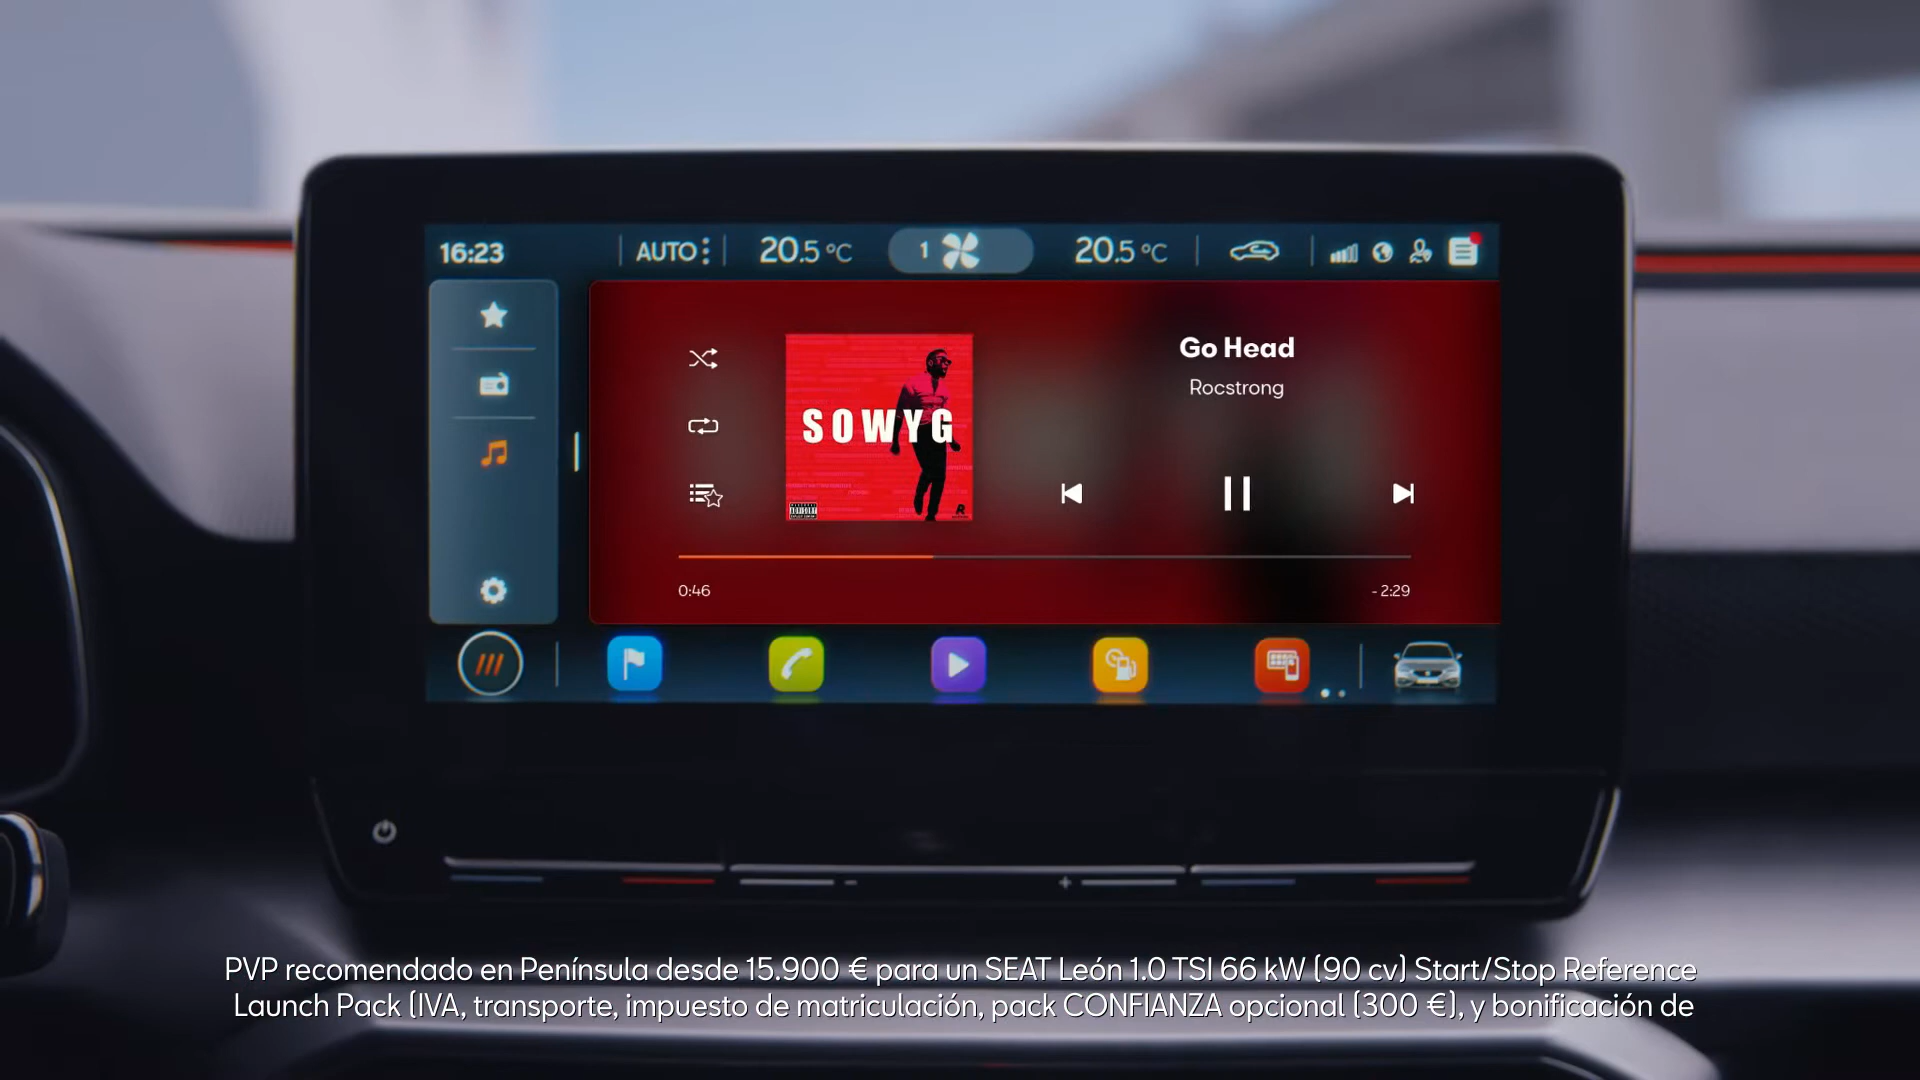 16:23
AUTO
20.5 °C
1
20.5 °C
Go Head
Rocstrong
SOWYG
0:46
- 2:29
PVP recomendado en Península desde 15.900 € para un SEAT León 1.0 TSI 66 kW (90 cv) Start/Stop Reference
Launch Pack (IVA, transporte, impuesto de matriculación, pack CONFIANZA opcional (300 €), y bonificación de